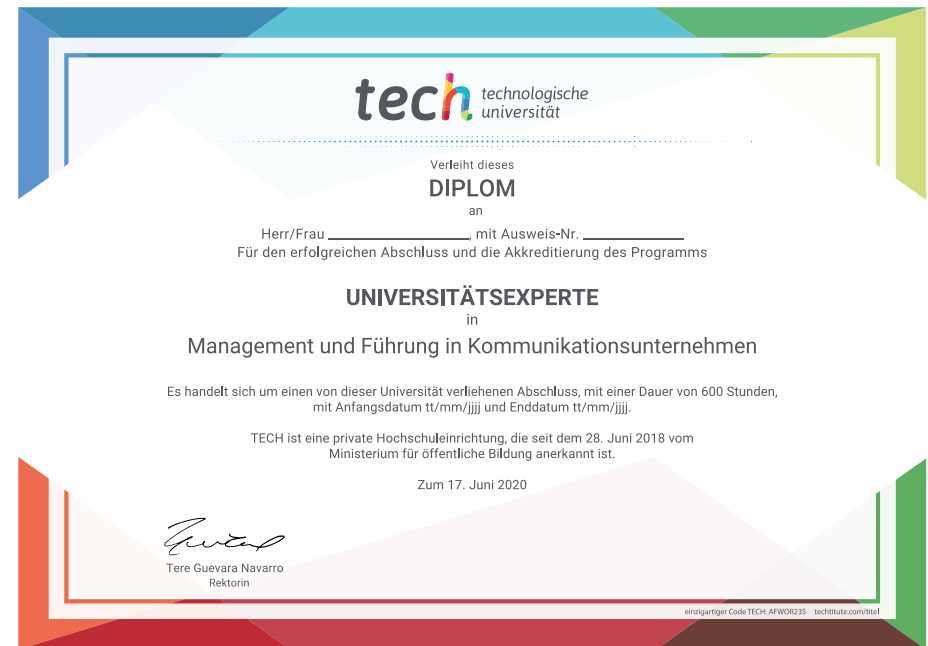 tech technologische
universität
Verleiht dieses
DIPLOM
an
Herr/Frau ____________________, mit Ausweis-Nr. ______________
Für den erfolgreichen Abschluss und die Akkreditierung des Programms
UNIVERSITÄTSEXPERTE
in
Management und Führung in Kommunikationsunternehmen
Es handelt sich um einen von dieser Universität verliehenen Abschluss, mit einer Dauer von 600 Stunden,
mit Anfangsdatum tt/mm/jjjj und Enddatum tt/mm/jjjj.
TECH ist eine private Hochschuleinrichtung, die seit dem 28. Juni 2018 vom
Ministerium für öffentliche Bildung anerkannt ist.
Zum 17. Juni 2020
Tere Guevara Navarro
Rektorin
einzigartiger Code TECH: AFWOR23S techtitute.com/titel